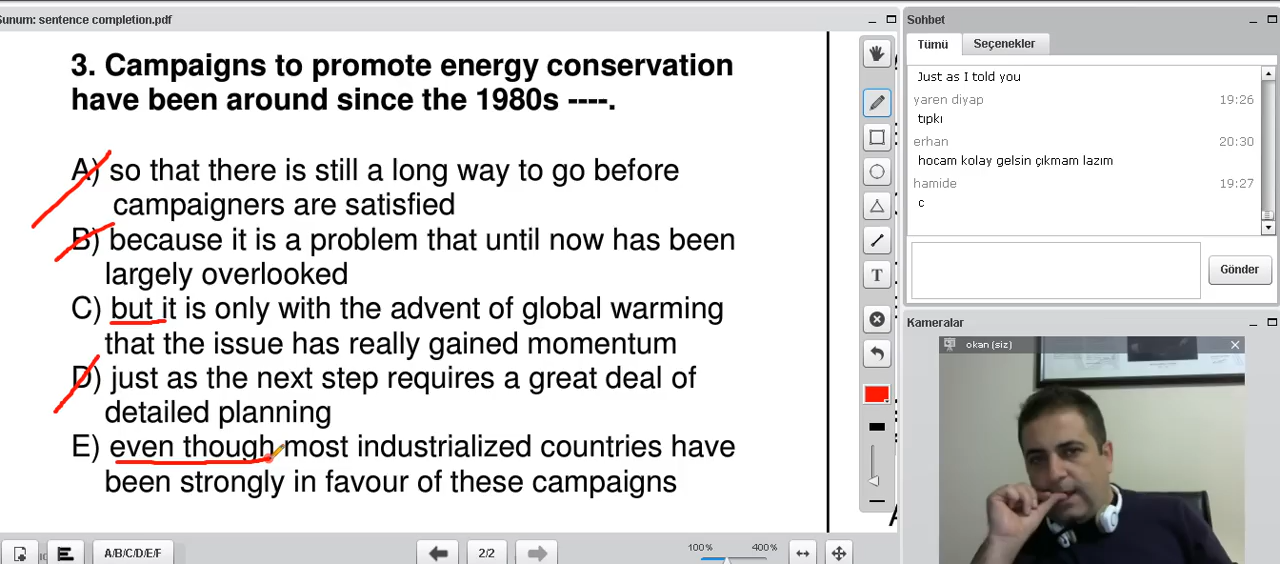 Sunum: sentence completion.pdf
3. Campaigns to promote energy conservation
have been around since the 1980s ----.
A) so that there is still a long way to go before
campaigners are satisfied
B) because it is a problem that until now has been
largely overlooked
C) but it is only with the advent of global warming
that the issue has really gained momentum
D) just as the next step requires a great deal of
detailed planning
E) even though most industrialized countries have
been strongly in favour of these campaigns
A/B/C/D/E/F
2/2
100%
400%
T
Sohbet
Tümü
Seçenekler
Just as I told you
yaren diyap
19:26
tıpkı
erhan
20:30
hocam kolay gelsin çıkmam lazım
hamide
19:27
c
Gönder
Kameralar
okan (siz)